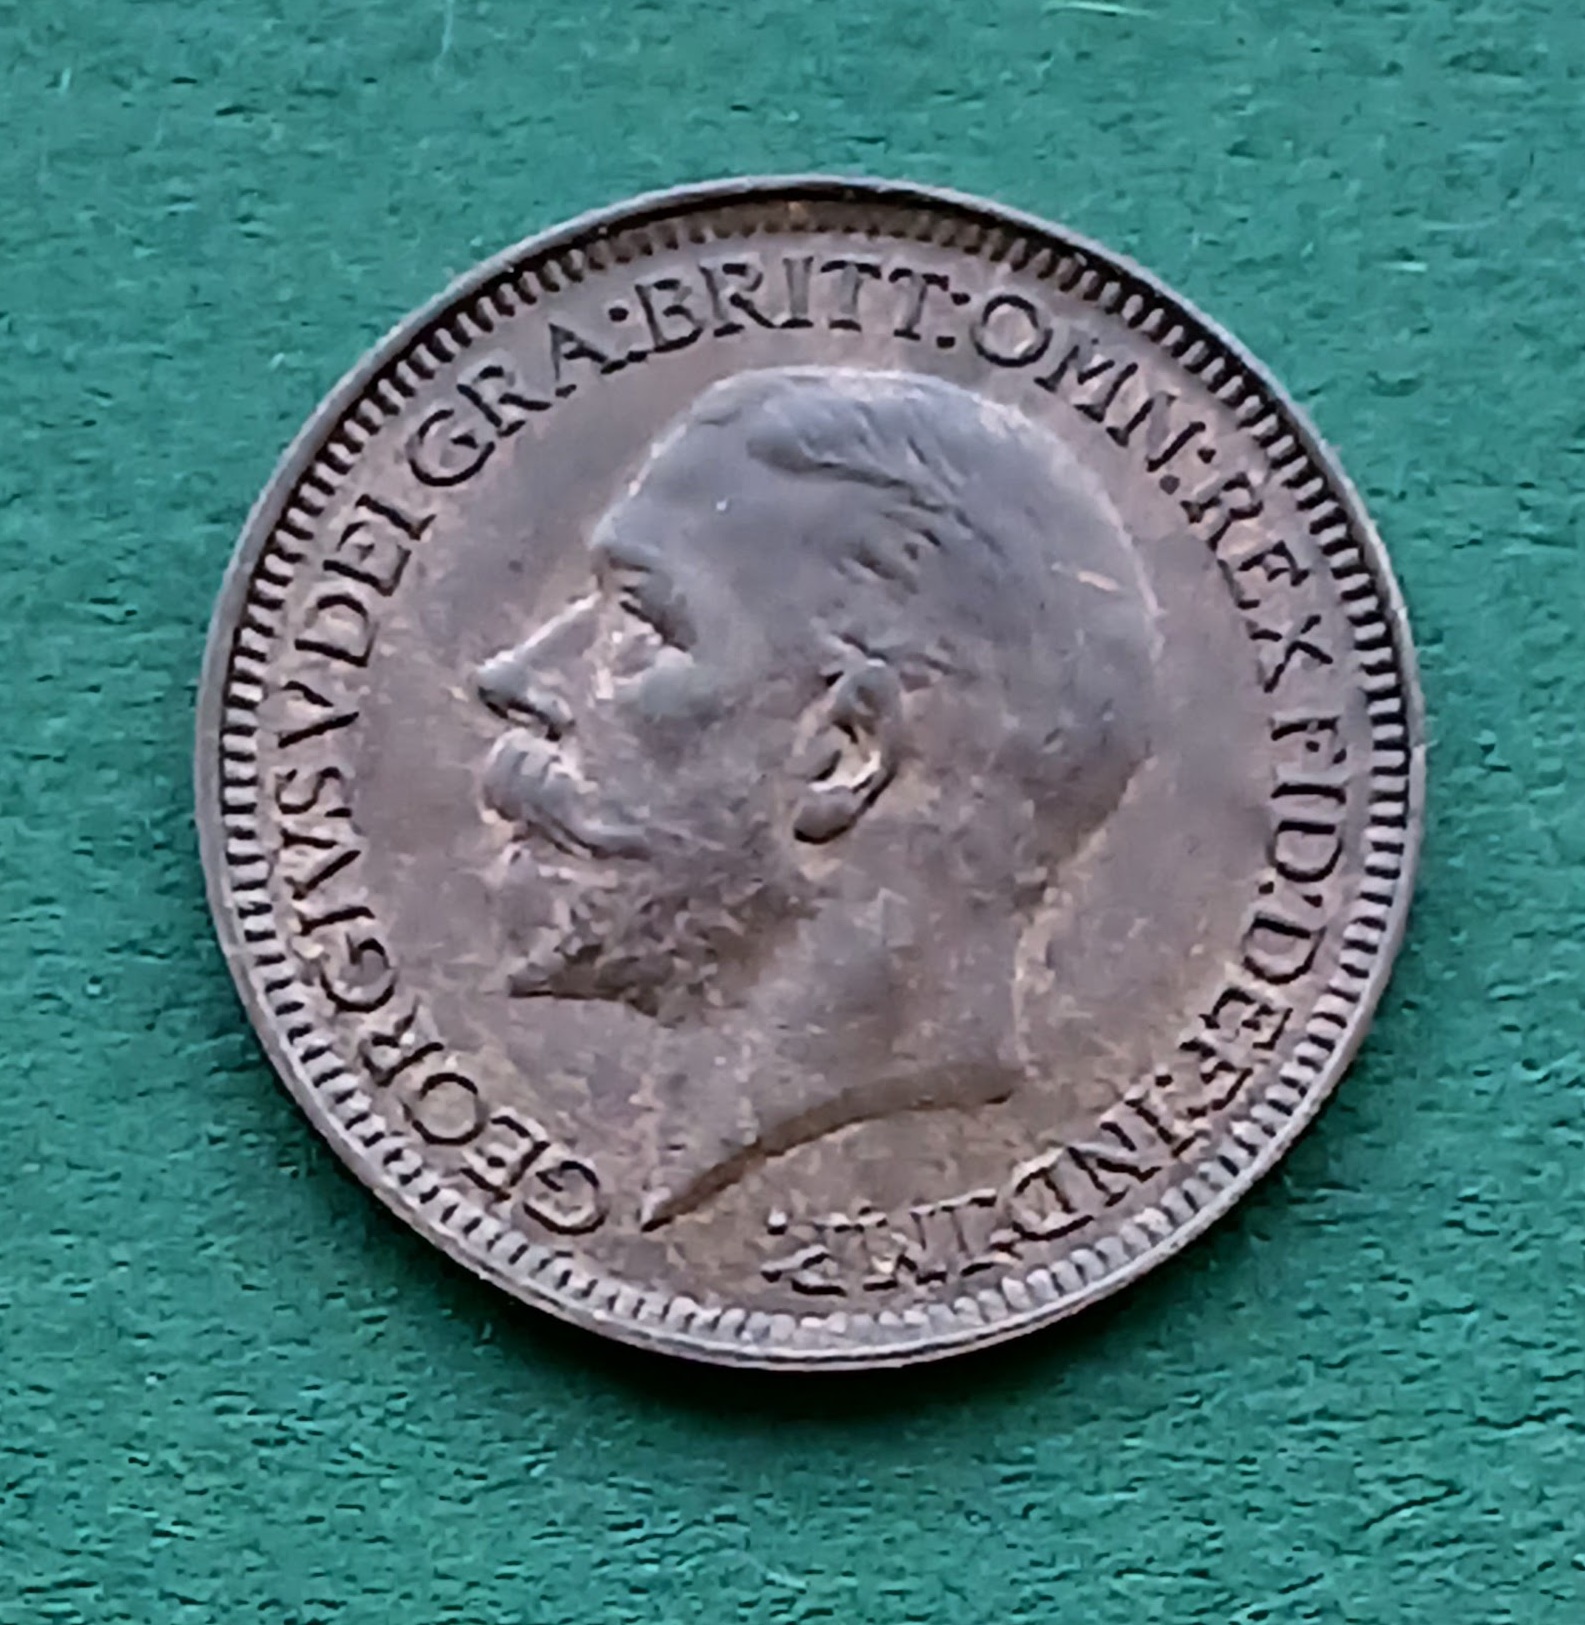 GEORGIVS V DEI GRA:BRITT:OMN:REX FID:DEF:IND:IMP: